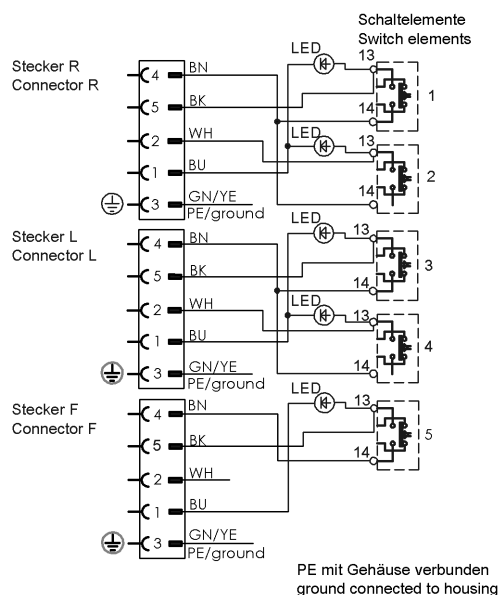 Schaltelemente
Switch elements
Stecker R
Connector R
4 BN
5 BK
2 WH
1 BU
3 GN/YE
PE/ground
LED
13
14
1
LED
13
14
2
Stecker L
Connector L
4 BN
5 BK
2 WH
1 BU
3 GN/YE
PE/ground
LED
13
14
3
LED
13
14
4
Stecker F
Connector F
4 BN
5 BK
2 WH
1 BU
3 GN/YE
PE/ground
LED
13
14
5
PE mit Gehäuse verbunden
ground connected to housing